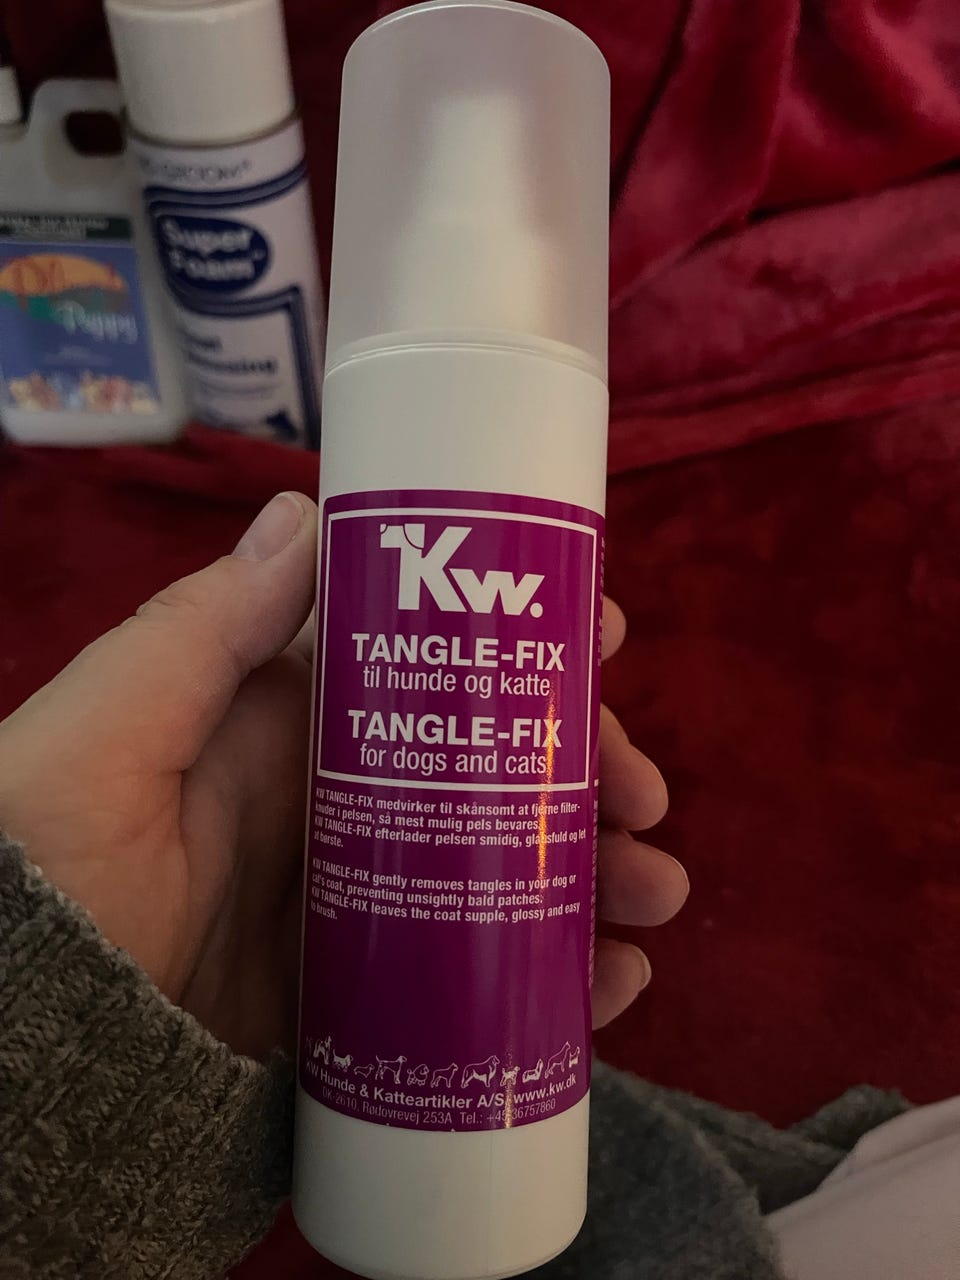 Super
Foam
Puppy
Kw.
TANGLE-FIX
til hunde og katte
TANGLE-FIX
for dogs and cats
KW TANGLE-FIX medvirker til skånsomt at fjerne filter-
knuder i pelsen, så mest mulig pels bevares.
KW TANGLE-FIX efterlader pelsen smidig, glansfuld og let
at børste.
KW TANGLE-FIX gently removes tangles in your dog or
cat's coat, preventing unsightly bald patches.
KW TANGLE-FIX leaves the coat supple, glossy and easy
to brush.
KW Hunde & Katteartikler A/S, www.kw.dk
DK-2610, Rødovrevej 253A Tel.: +45 36757860